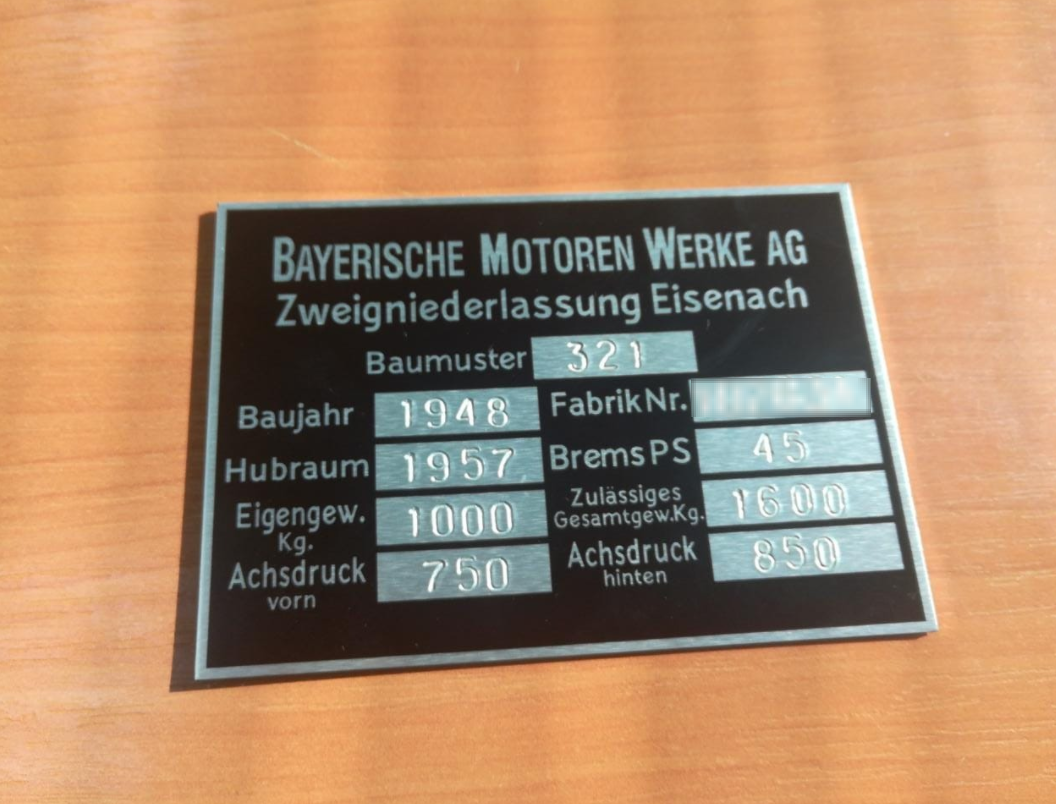 BAYERISCHE MOTOREN WERKE AG
Zweigniederlassung Eisenach
Baumuster 321
Baujahr 1948 Fabrik Nr.
Hubraum 1957 Brems PS 45
Eigengew. Kg. 1000 Zulässiges Gesamtgew.Kg. 1600
Achsdruck vorn 750 Achsdruck hinten 850